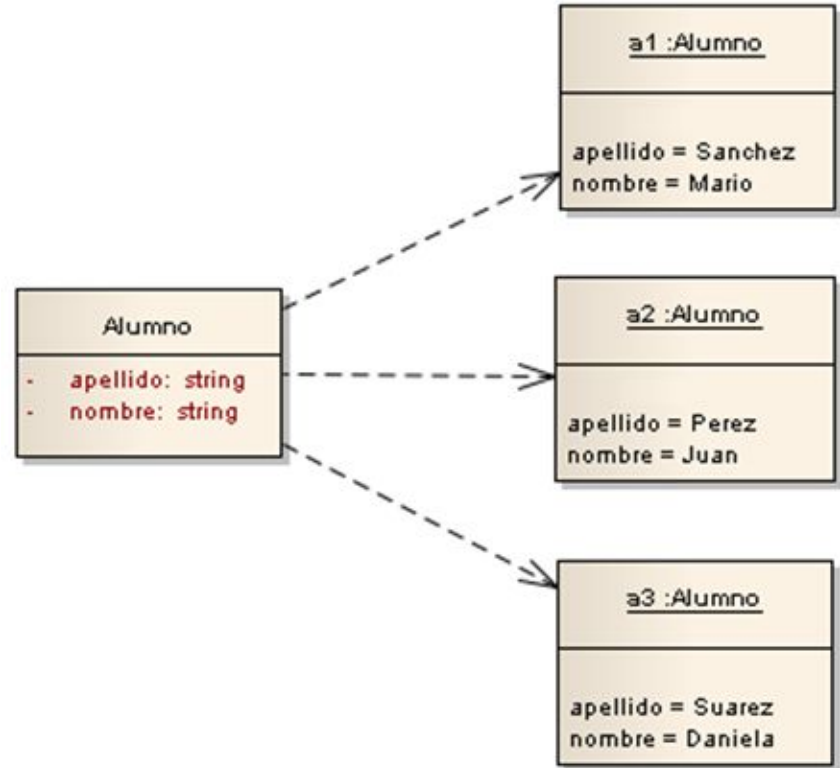 Alumno
- apellido: string
- nombre: string
a1 :Alumno
apellido = Sanchez
nombre = Mario
a2 :Alumno
apellido = Perez
nombre = Juan
a3 :Alumno
apellido = Suarez
nombre = Daniela